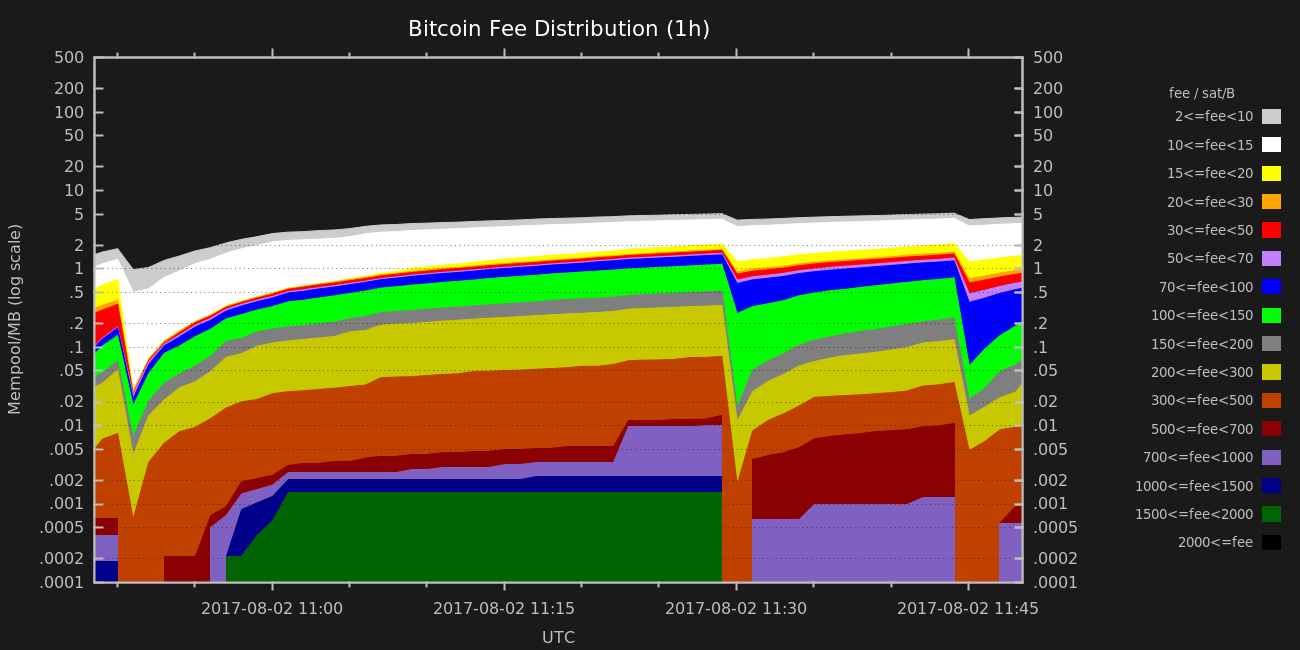 Bitcoin Fee Distribution (1h)
Mempool/MB (log scale)
500
200
100
50
20
10
5
2
1
.5
.2
.1
.05
.02
.01
.005
.002
.001
.0005
.0002
.0001
500
200
100
50
20
10
5
2
1
.5
.2
.1
.05
.02
.01
.005
.002
.001
.0005
.0002
.0001
2017-08-02 11:00
2017-08-02 11:15
2017-08-02 11:30
2017-08-02 11:45
UTC
fee / sat/B
2<=fee<10
10<=fee<15
15<=fee<20
20<=fee<30
30<=fee<50
50<=fee<70
70<=fee<100
100<=fee<150
150<=fee<200
200<=fee<300
300<=fee<500
500<=fee<700
700<=fee<1000
1000<=fee<1500
1500<=fee<2000
2000<=fee